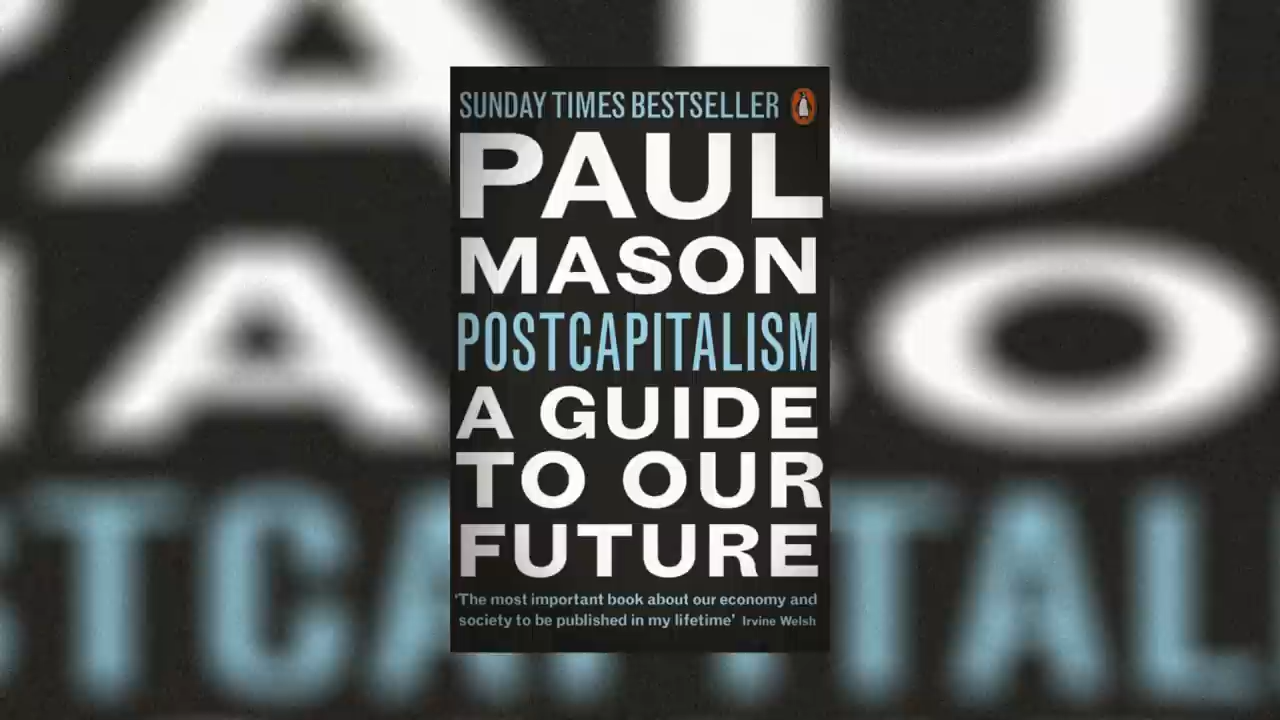 SUNDAY TIMES BESTSELLER
PAUL
MASON
POSTCAPITALISM
A GUIDE
TO OUR
FUTURE
'The most important book about our economy and
society to be published in my lifetime' Irvine Welsh